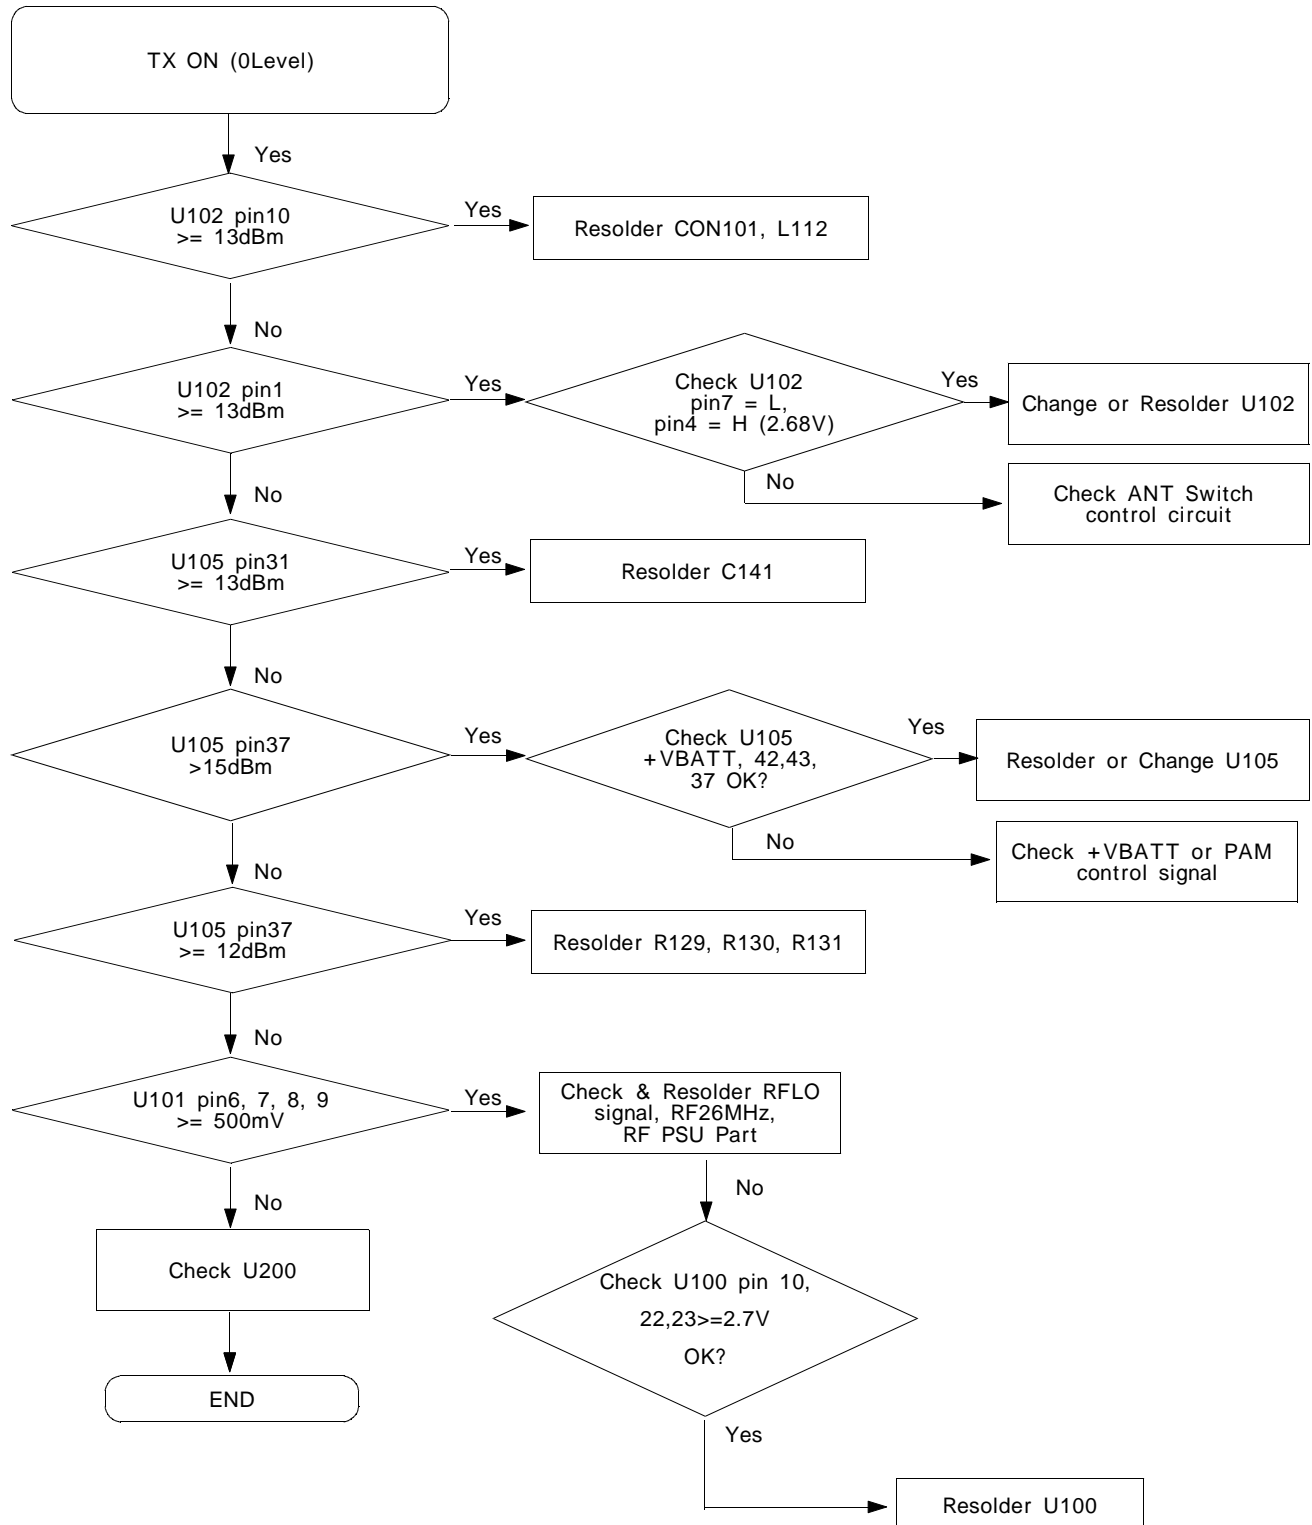 TX ON (0Level)
Yes
U102 pin10
>= 13dBm
Yes
Resolder CON101, L112
No
U102 pin1
>= 13dBm
Yes
Check U102
pin7 = L,
pin4 = H (2.68V)
Yes
Change or Resolder U102
No
Check ANT Switch
control circuit
No
U105 pin31
>= 13dBm
Yes
Resolder C141
No
U105 pin37
>15dBm
Yes
Check U105
+VBATT, 42,43,
37 OK?
Yes
Resolder or Change U105
No
Check +VBATT or PAM
control signal
No
U105 pin37
>= 12dBm
Yes
Resolder R129, R130, R131
No
U101 pin6, 7, 8, 9
>= 500mV
Yes
Check & Resolder RFLO
signal, RF26MHz,
RF PSU Part
No
No
Check U200
Check U100 pin 10,
22,23>=2.7V
OK?
END
Yes
Resolder U100